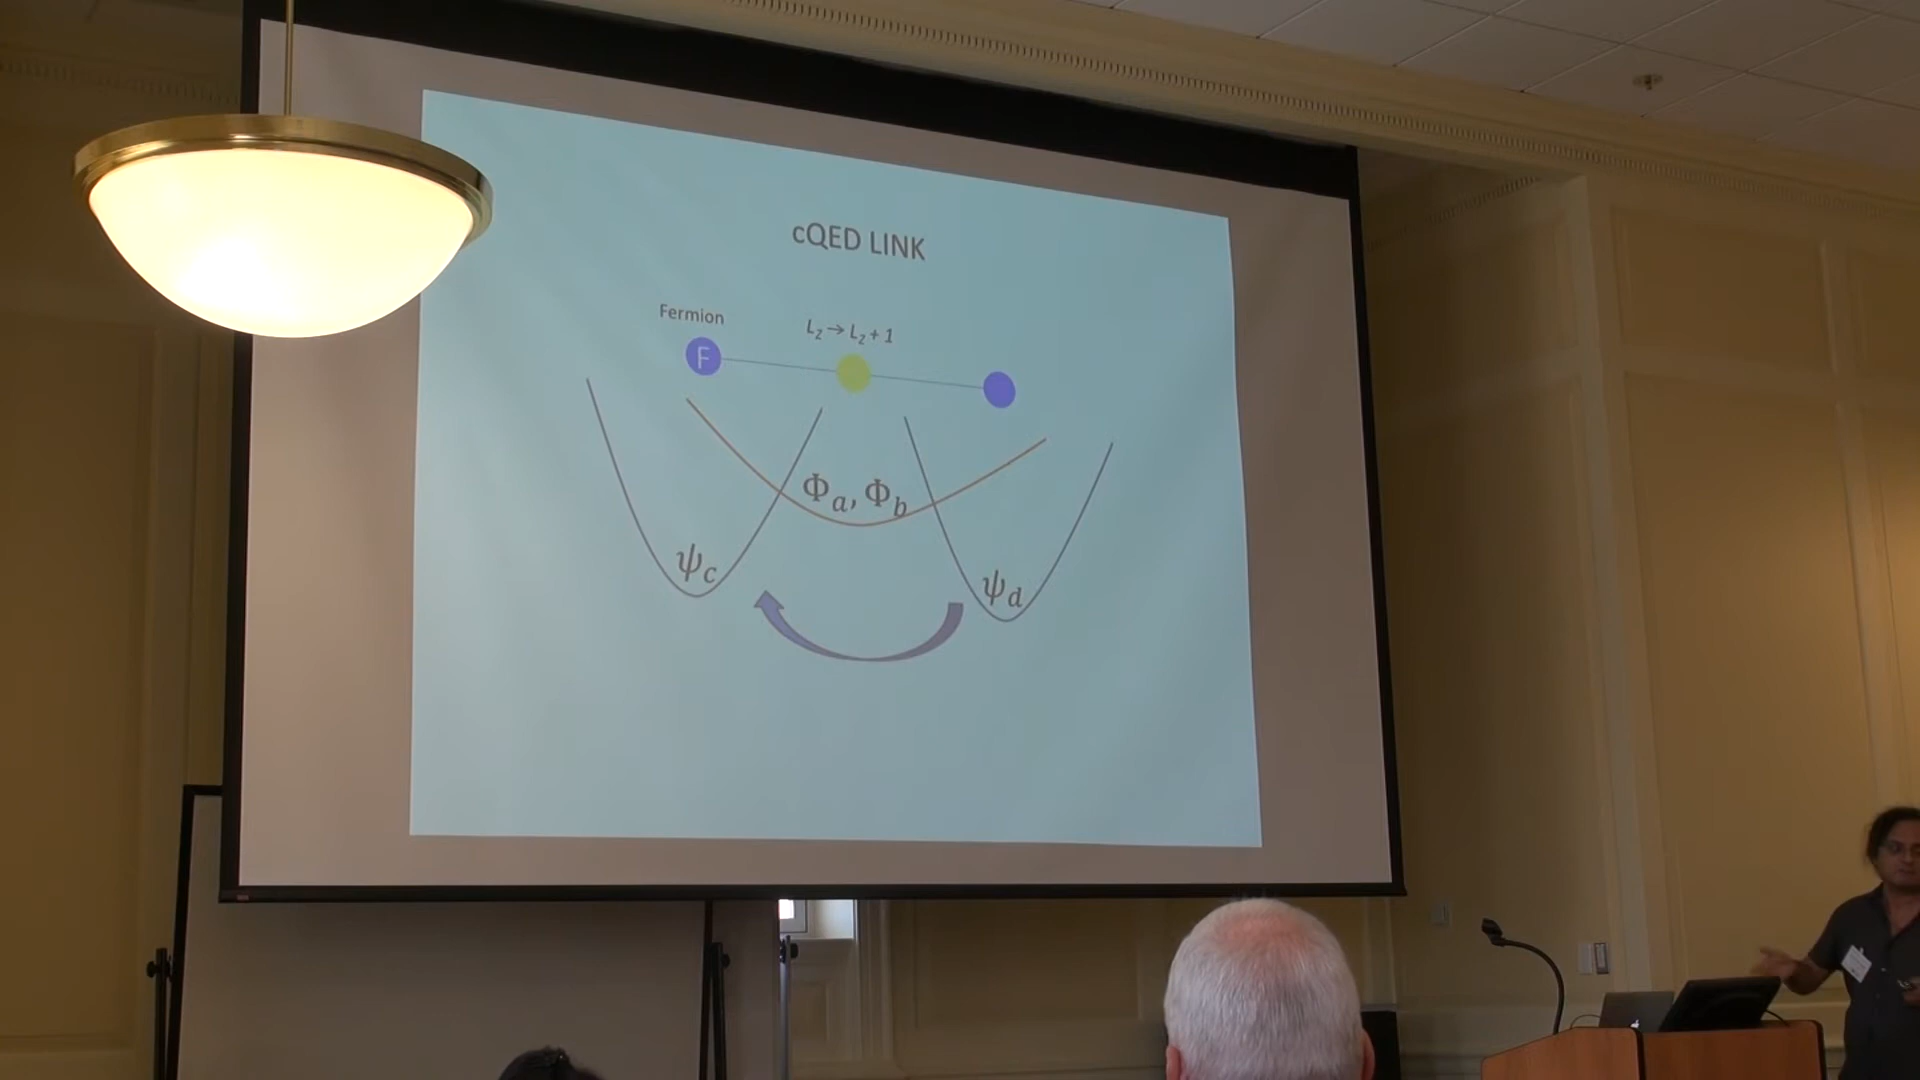 cQED LINK
Fermion
L_z → L_z + 1
F
Φ_a, Φ_b
ψ_c
ψ_d